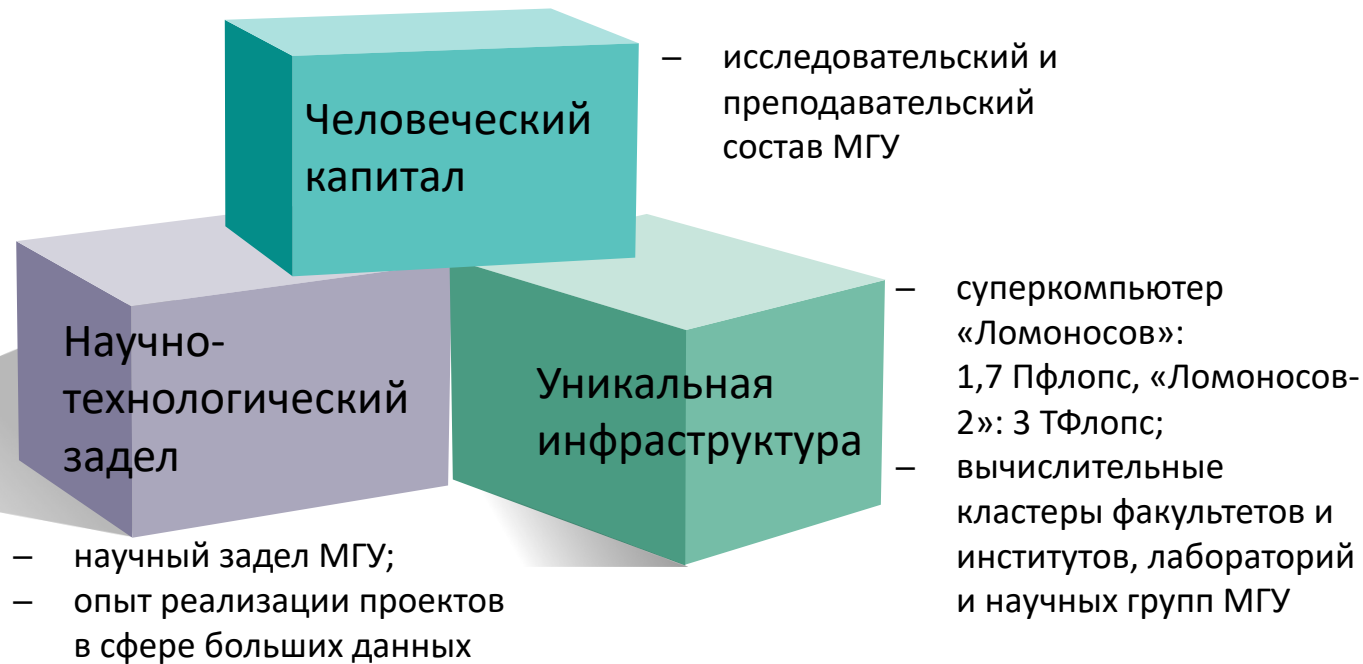 Человеческий
капитал
– исследовательский и
преподавательский
состав МГУ
Научно-
технологический
задел
– научный задел МГУ;
– опыт реализации проектов
в сфере больших данных
Уникальная
инфраструктура
– суперкомпьютер
«Ломоносов»:
1,7 Пфлопс, «Ломоносов-
2»: 3 ТФлопс;
– вычислительные
кластеры факультетов и
институтов, лабораторий
и научных групп МГУ